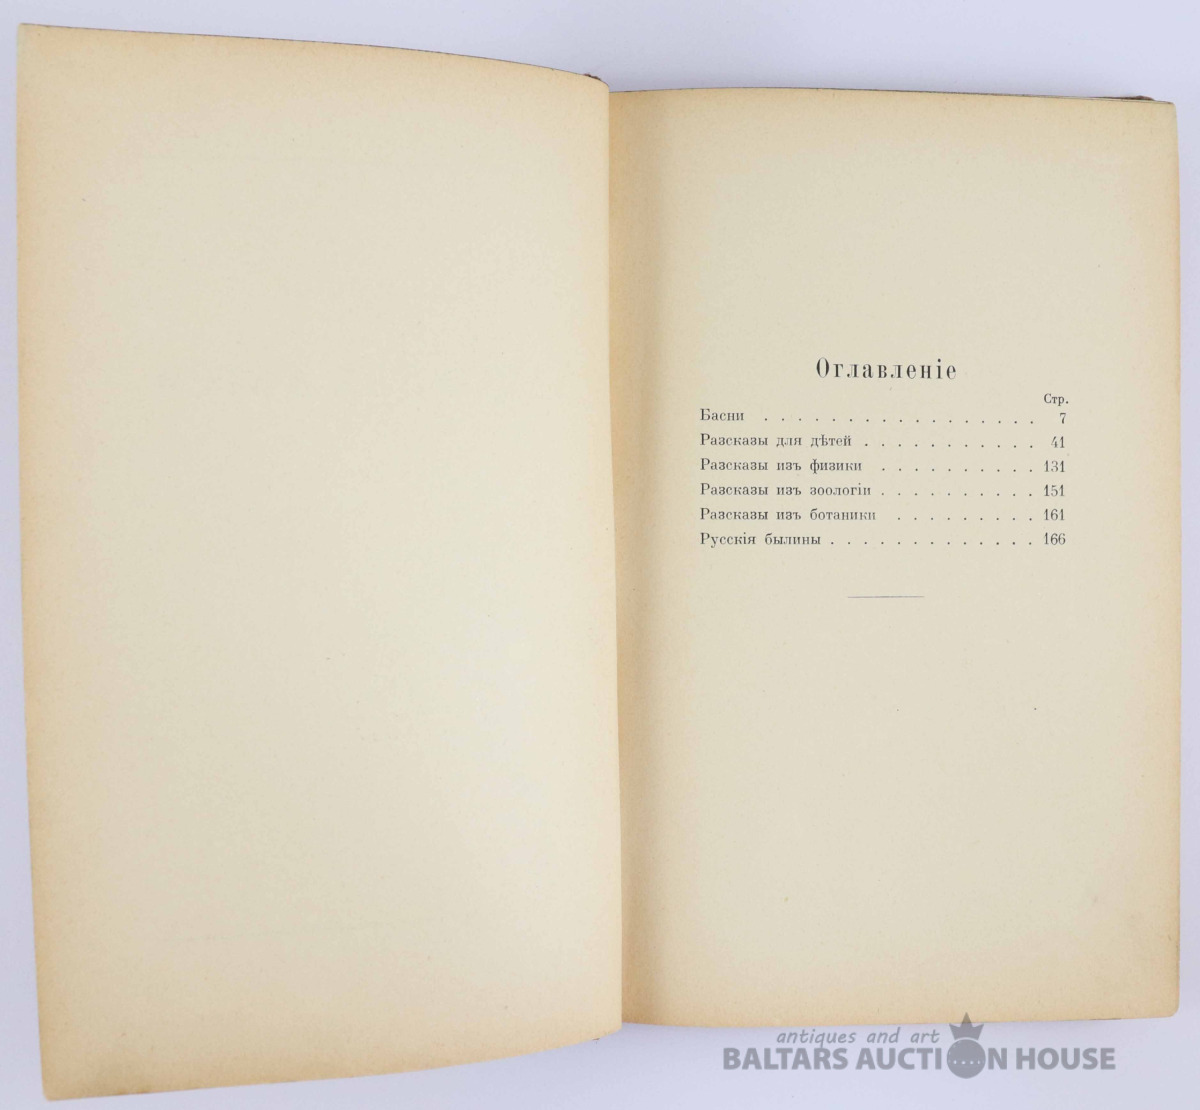 Оглавленіе
Стр.
Басни . . . . . . . . . . . . . . . . . 7
Разсказы для дѣтей . . . . . . . . . . . 41
Разсказы изъ физики . . . . . . . . . . 131
Разсказы изъ зоологіи . . . . . . . . . . 151
Разсказы изъ ботаники . . . . . . . . . 161
Русскія былины . . . . . . . . . . . . . 166
antiques and art
BALTARS AUCTION HOUSE